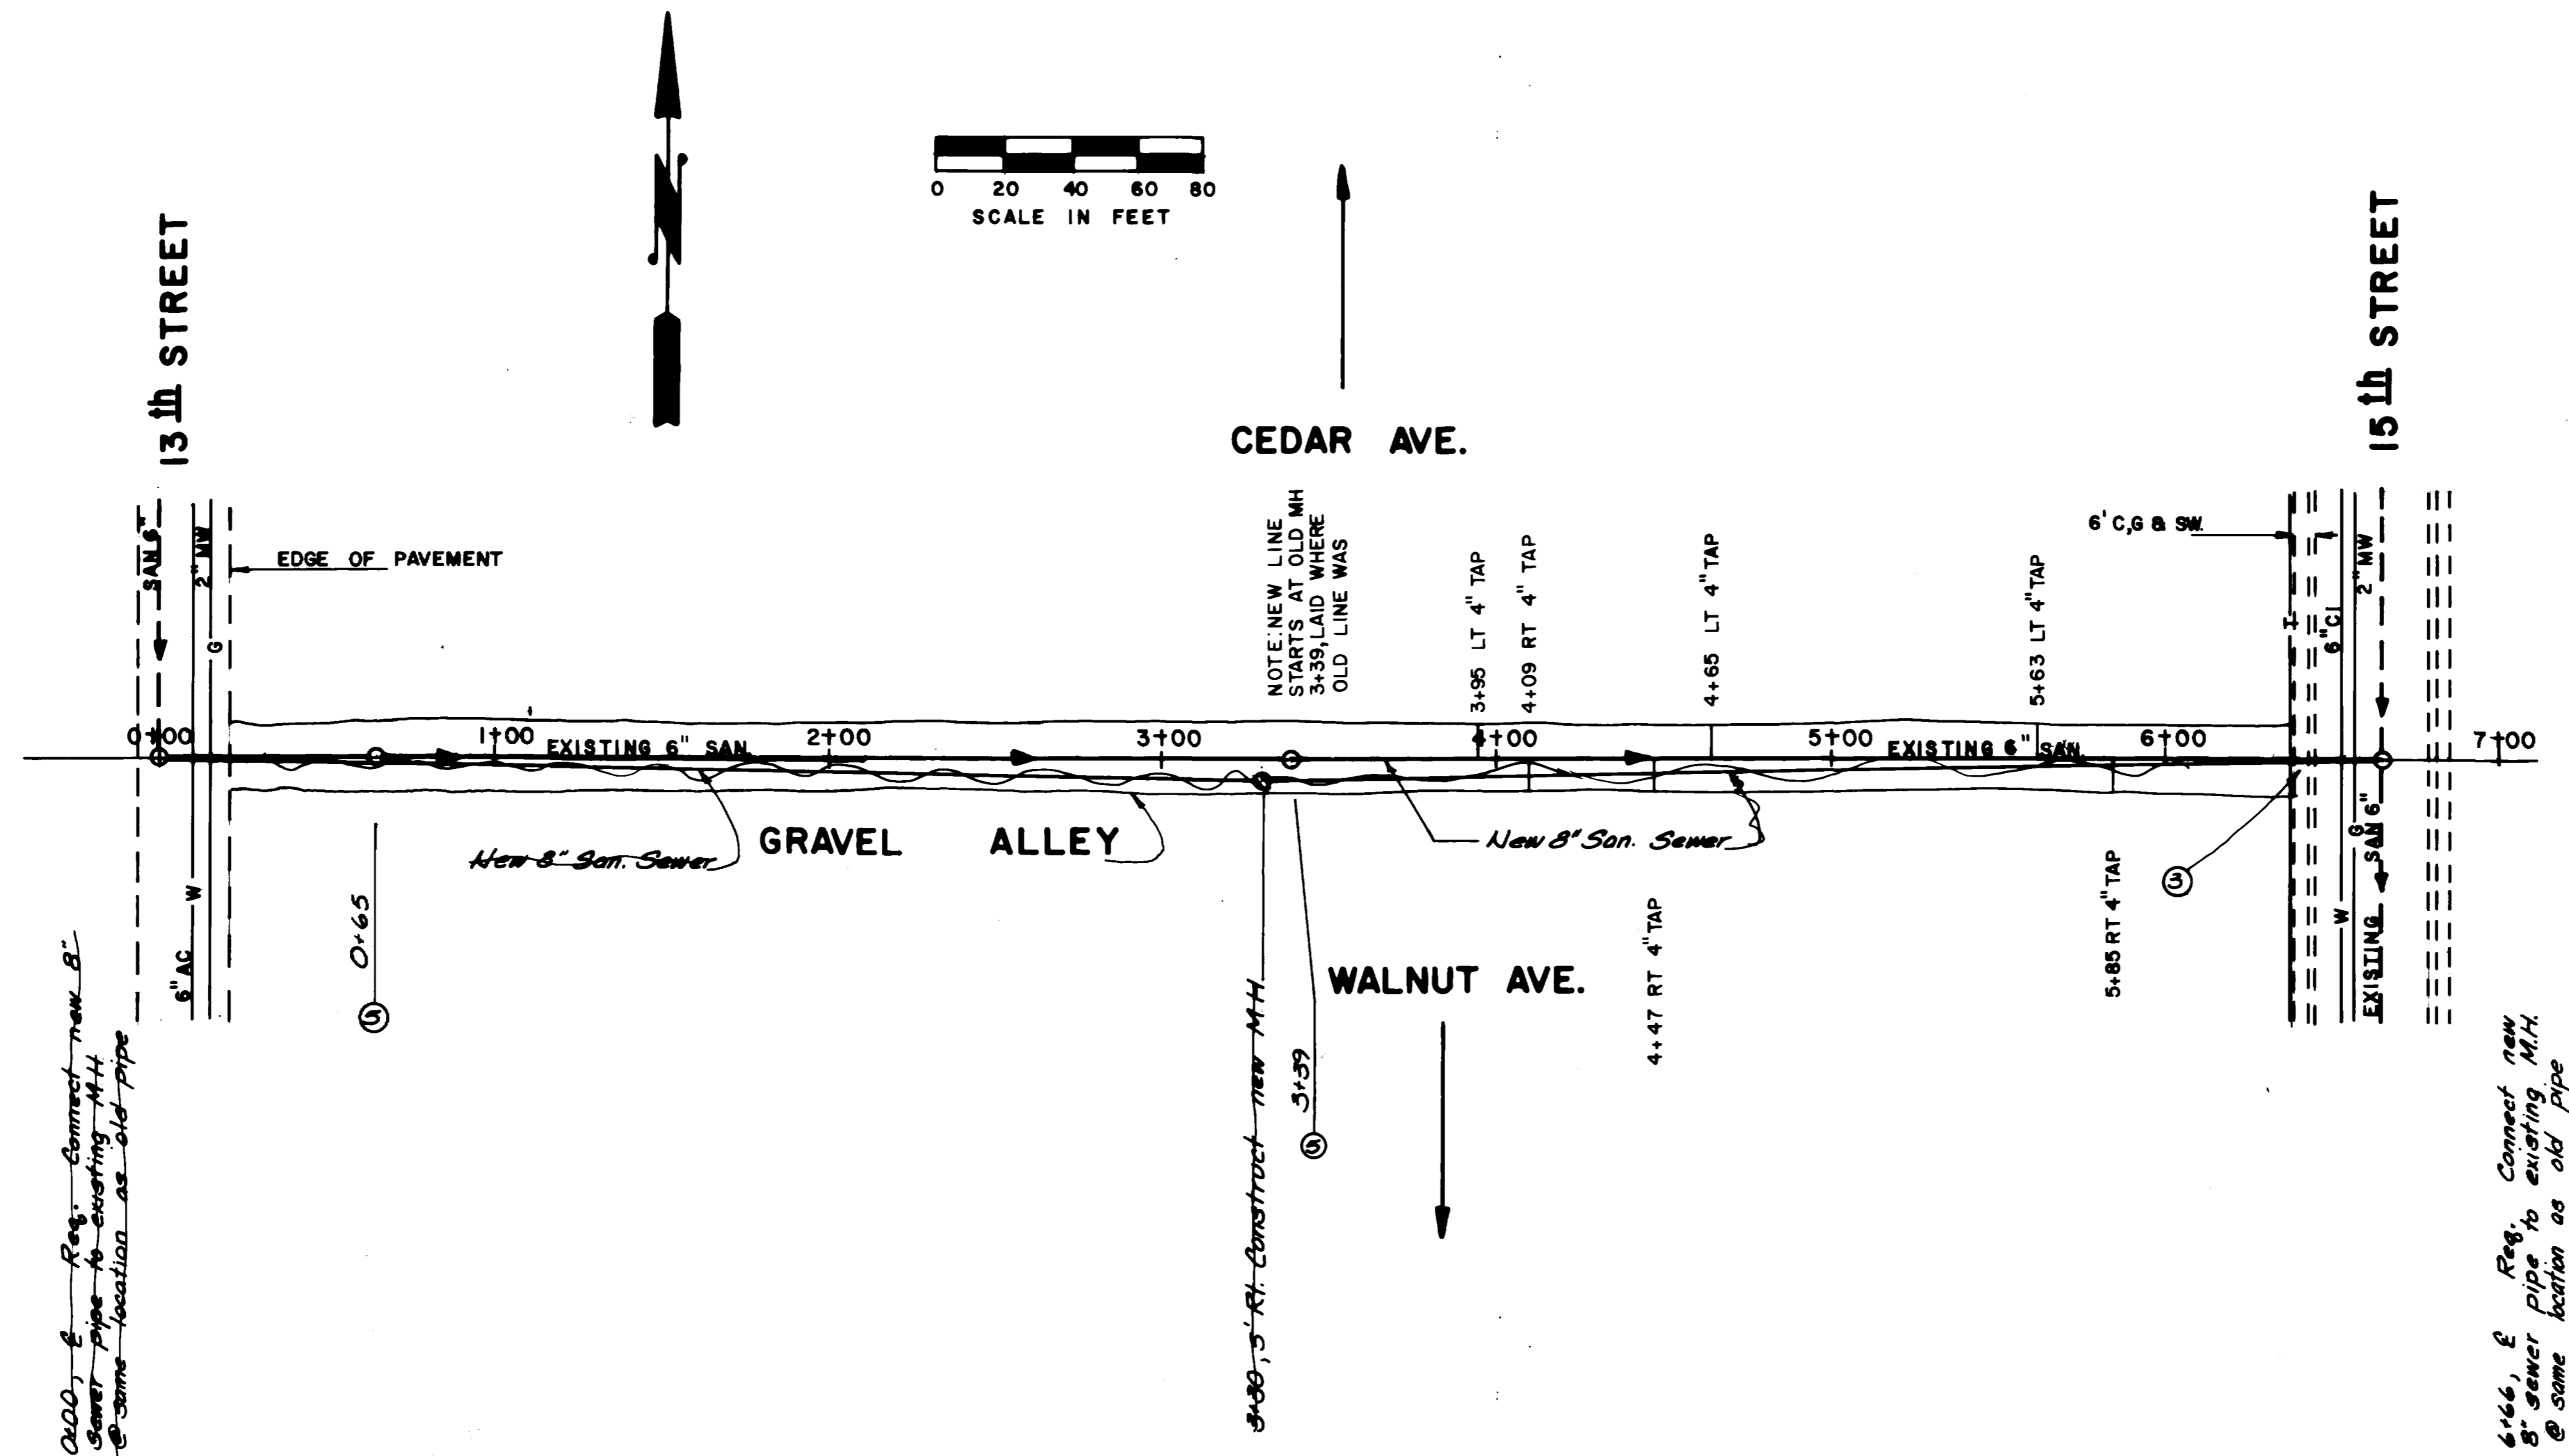 0 20 40 60 80
SCALE IN FEET
13th STREET
15th STREET
CEDAR AVE.
SAN 6"
2" MW
G
EDGE OF PAVEMENT
NOTE: NEW LINE
STARTS AT OLD MH
3+39, LAID WHERE
OLD LINE WAS
3+95 LT 4" TAP
4+09 RT 4" TAP
4+65 LT 4" TAP
5+63 LT 4" TAP
6' C,G & SW.
T
6" CI
2" MW
0+00 1+00 2+00 3+00 4+00 5+00 6+00 7+00
EXISTING 6" SAN.
EXISTING 6" SAN.
New 8" San. Sewer
GRAVEL ALLEY
New 8" San. Sewer
W
6" AC
0+65
5
3+39
5
WALNUT AVE.
4+47 RT 4" TAP
5+85 RT 4" TAP
3
G
W
EXISTING SAN 6"
0+00, ℄ Req. Connect new 8"
sewer pipe to existing M.H.
@ same location as old pipe
3+30, 5' Rt. Construct new M.H.
6+66, ℄ Req. Connect new
8" sewer pipe to existing M.H.
@ same location as old pipe